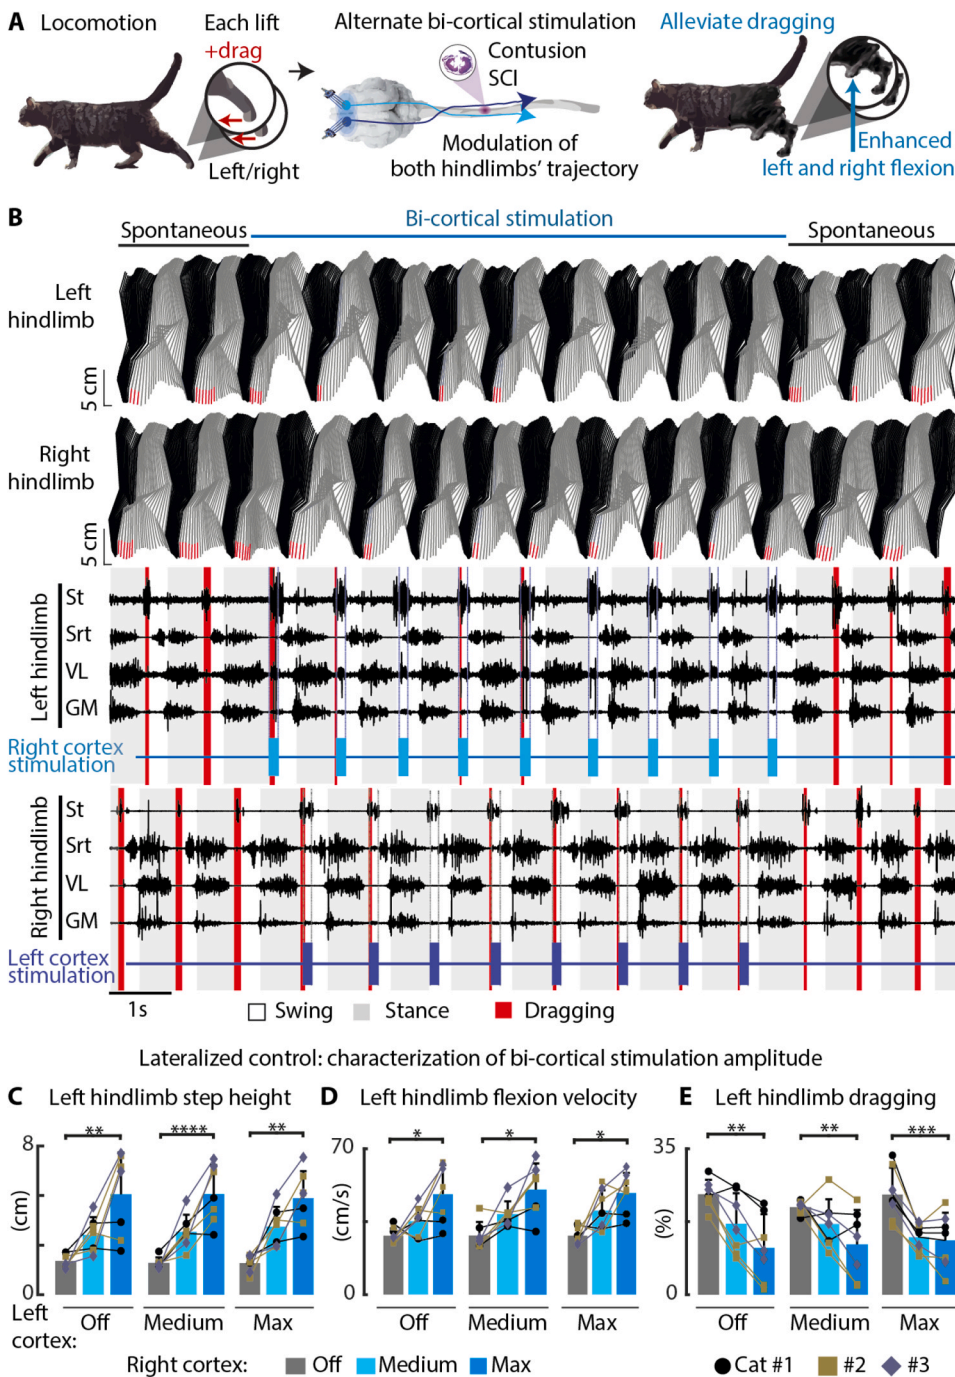 A Locomotion Each lift Alternate bi-cortical stimulation Alleviate dragging
+drag Contusion
SCI
Left/right Modulation of both hindlimbs' trajectory
Enhanced
left and right flexion
B Bi-cortical stimulation
Spontaneous Spontaneous
Left
hindlimb
5 cm
Right
hindlimb
5 cm
Left hindlimb
St
Srt
VL
GM
Right cortex
stimulation
Right hindlimb
St
Srt
VL
GM
Left cortex
stimulation
1s Swing Stance Dragging
Lateralized control: characterization of bi-cortical stimulation amplitude
C Left hindlimb step height D Left hindlimb flexion velocity E Left hindlimb dragging
8 ** **** ** 70 * * * 35 ** ** ***
(cm) (cm/s) (%)
0 0 0
Left
cortex: Off Medium Max Off Medium Max Off Medium Max
Right cortex: Off Medium Max Cat #1 #2 #3